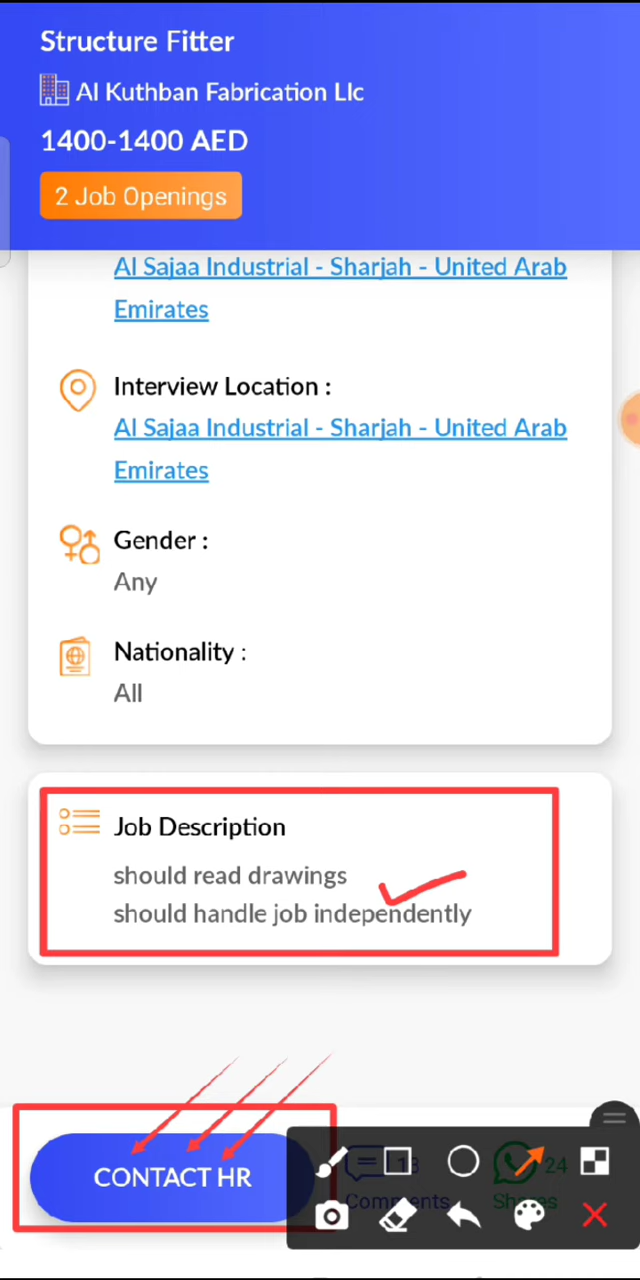 Structure Fitter
Al Kuthban Fabrication Llc
1400-1400 AED
2 Job Openings
Al Sajaa Industrial - Sharjah - United Arab
Emirates
Interview Location :
Al Sajaa Industrial - Sharjah - United Arab
Emirates
Gender :
Any
Nationality :
All
Job Description
should read drawings
should handle job independently
CONTACT HR
24
Comments
Shares